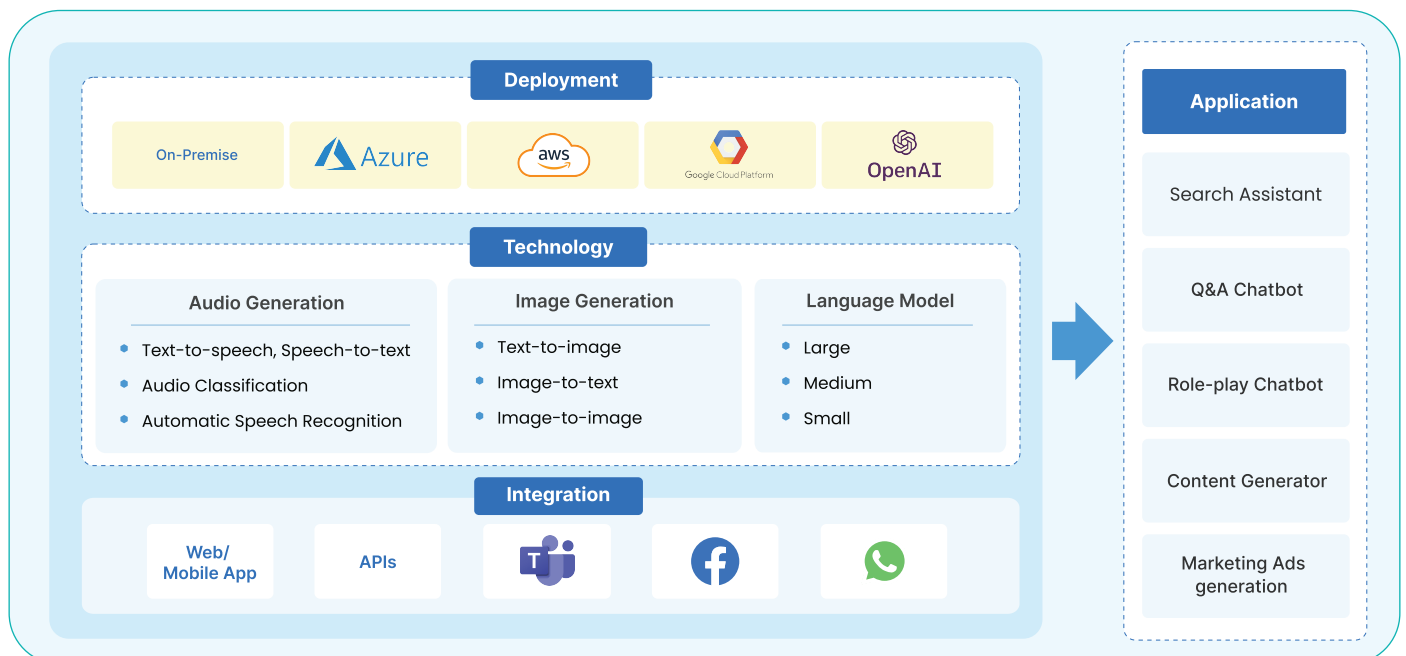 Deployment
On-Premise
Azure
aws
Google Cloud Platform
OpenAI
Technology
Audio Generation
Text-to-speech, Speech-to-text
Audio Classification
Automatic Speech Recognition
Image Generation
Text-to-image
Image-to-text
Image-to-image
Language Model
Large
Medium
Small
Integration
Web/
Mobile App
APIs
T
Application
Search Assistant
Q&A Chatbot
Role-play Chatbot
Content Generator
Marketing Ads
generation